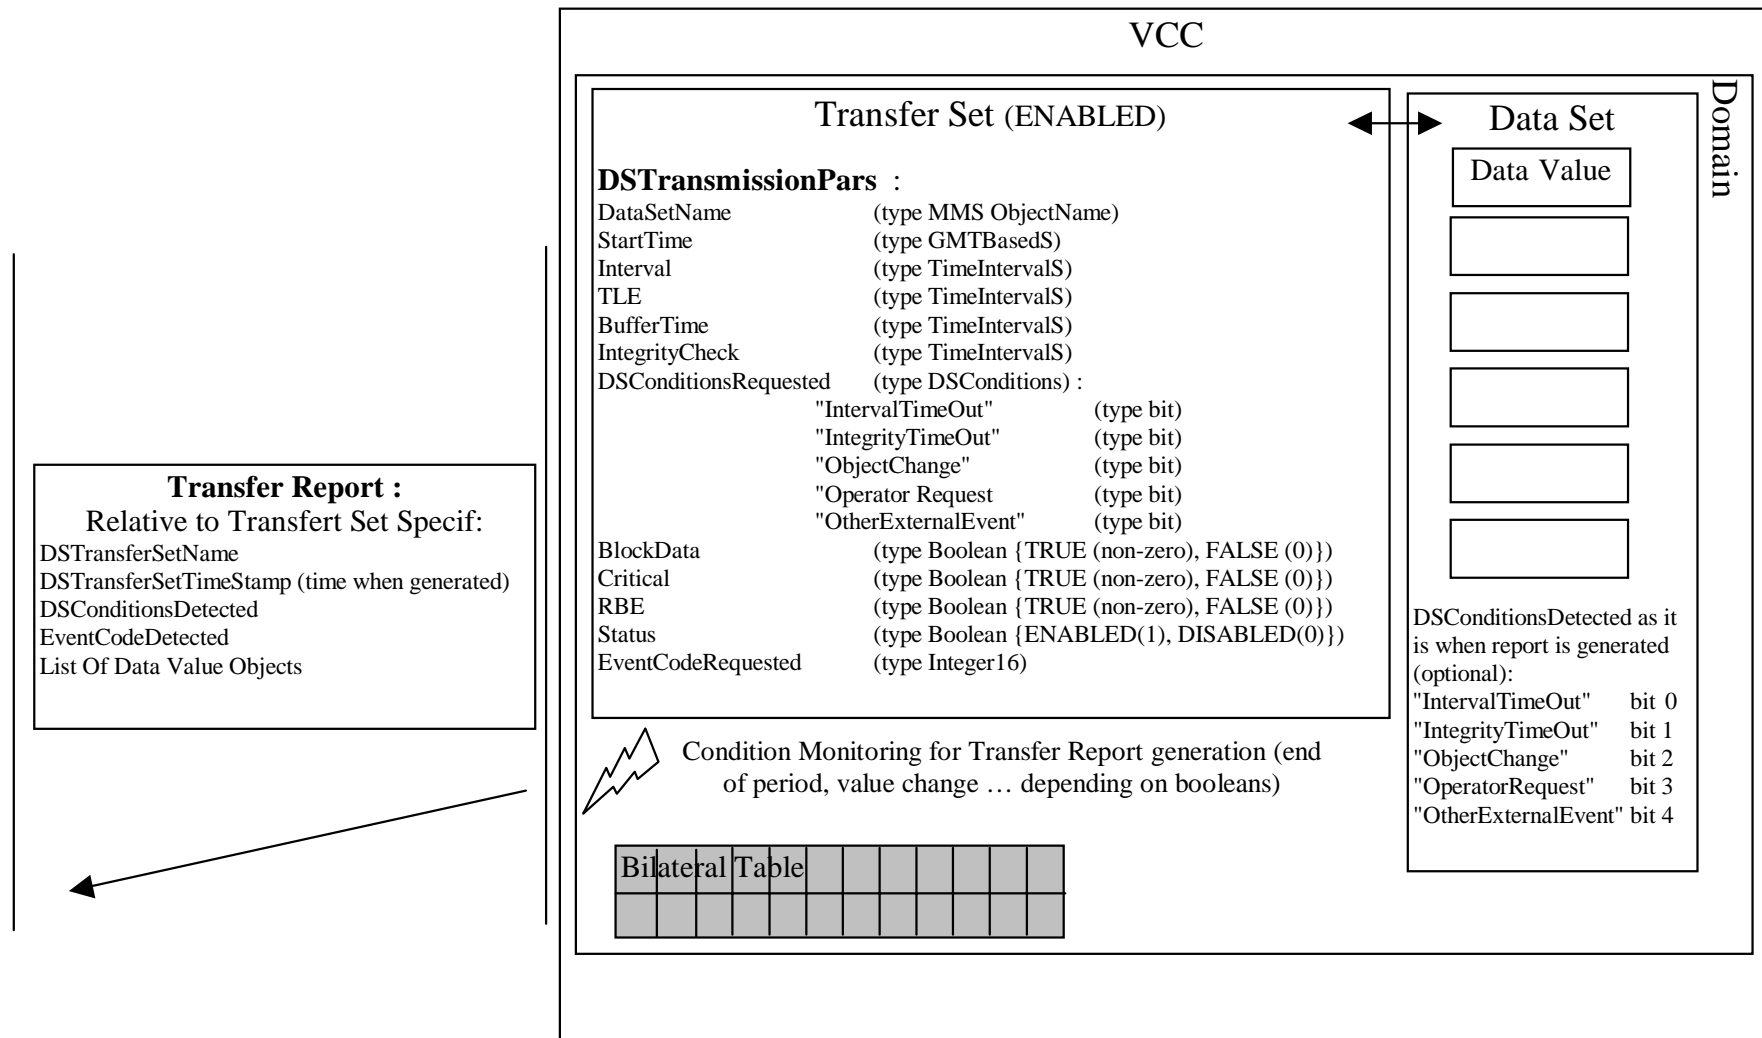 VCC
Domain
Transfer Set (ENABLED)
DSTransmissionPars :
DataSetName (type MMS ObjectName)
StartTime (type GMTBasedS)
Interval (type TimeIntervalS)
TLE (type TimeIntervalS)
BufferTime (type TimeIntervalS)
IntegrityCheck (type TimeIntervalS)
DSConditionsRequested (type DSConditions) :
"IntervalTimeOut" (type bit)
"IntegrityTimeOut" (type bit)
"ObjectChange" (type bit)
"Operator Request (type bit)
"OtherExternalEvent" (type bit)
BlockData (type Boolean {TRUE (non-zero), FALSE (0)})
Critical (type Boolean {TRUE (non-zero), FALSE (0)})
RBE (type Boolean {TRUE (non-zero), FALSE (0)})
Status (type Boolean {ENABLED(1), DISABLED(0)})
EventCodeRequested (type Integer16)
Data Set
Data Value
DSConditionsDetected as it
is when report is generated
(optional):
"IntervalTimeOut" bit 0
"IntegrityTimeOut" bit 1
"ObjectChange" bit 2
"OperatorRequest" bit 3
"OtherExternalEvent" bit 4
Transfer Report :
Relative to Transfert Set Specif:
DSTransferSetName
DSTransferSetTimeStamp (time when generated)
DSConditionsDetected
EventCodeDetected
List Of Data Value Objects
Condition Monitoring for Transfer Report generation (end
of period, value change … depending on booleans)
Bilateral Table